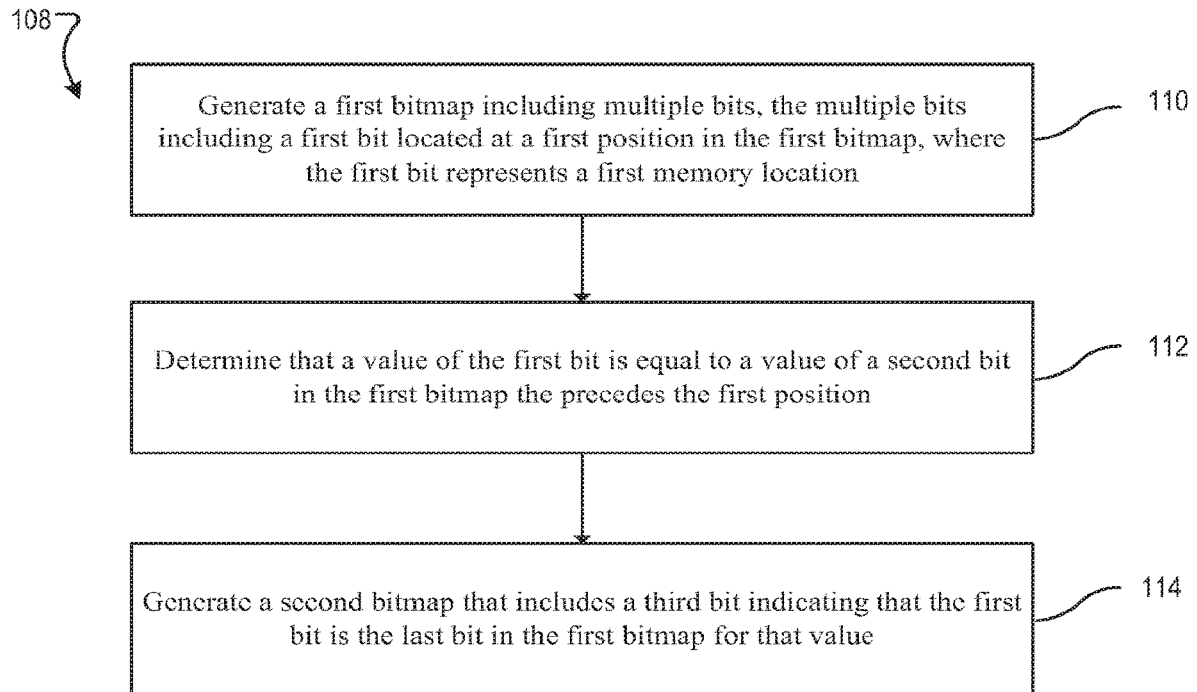 108
Generate a first bitmap including multiple bits, the multiple bits
including a first bit located at a first position in the first bitmap, where
the first bit represents a first memory location
110
Determine that a value of the first bit is equal to a value of a second bit
in the first bitmap the precedes the first position
112
Generate a second bitmap that includes a third bit indicating that the first
bit is the last bit in the first bitmap for that value
114